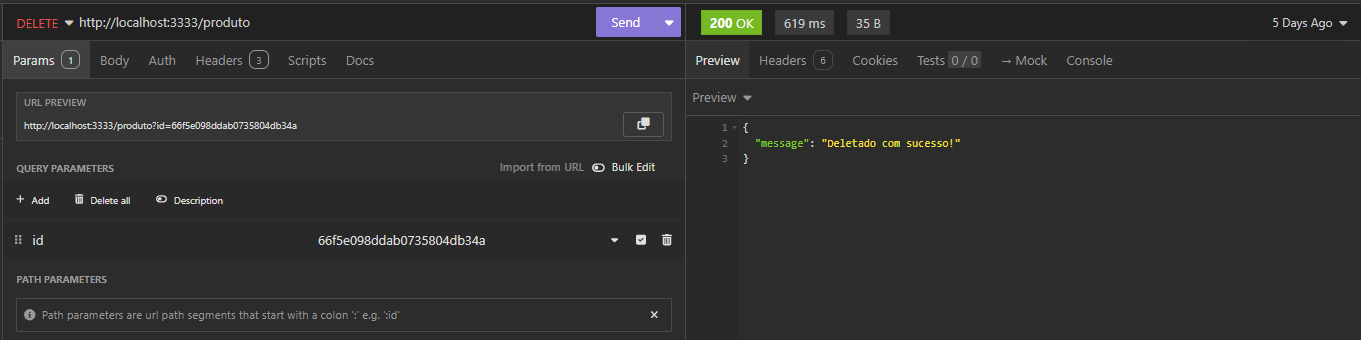 DELETE http://localhost:3333/produto Send
Params 1 Body Auth Headers 3 Scripts Docs
URL PREVIEW
http://localhost:3333/produto?id=66f5e098ddab0735804db34a
QUERY PARAMETERS Import from URL Bulk Edit
+ Add Delete all Description
id 66f5e098ddab0735804db34a
PATH PARAMETERS
Path parameters are url path segments that start with a colon ':' e.g. ':id'
200 OK 619 ms 35 B 5 Days Ago
Preview Headers 6 Cookies Tests 0 / 0 → Mock Console
Preview
1 {
2 "message": "Deletado com sucesso!"
3 }